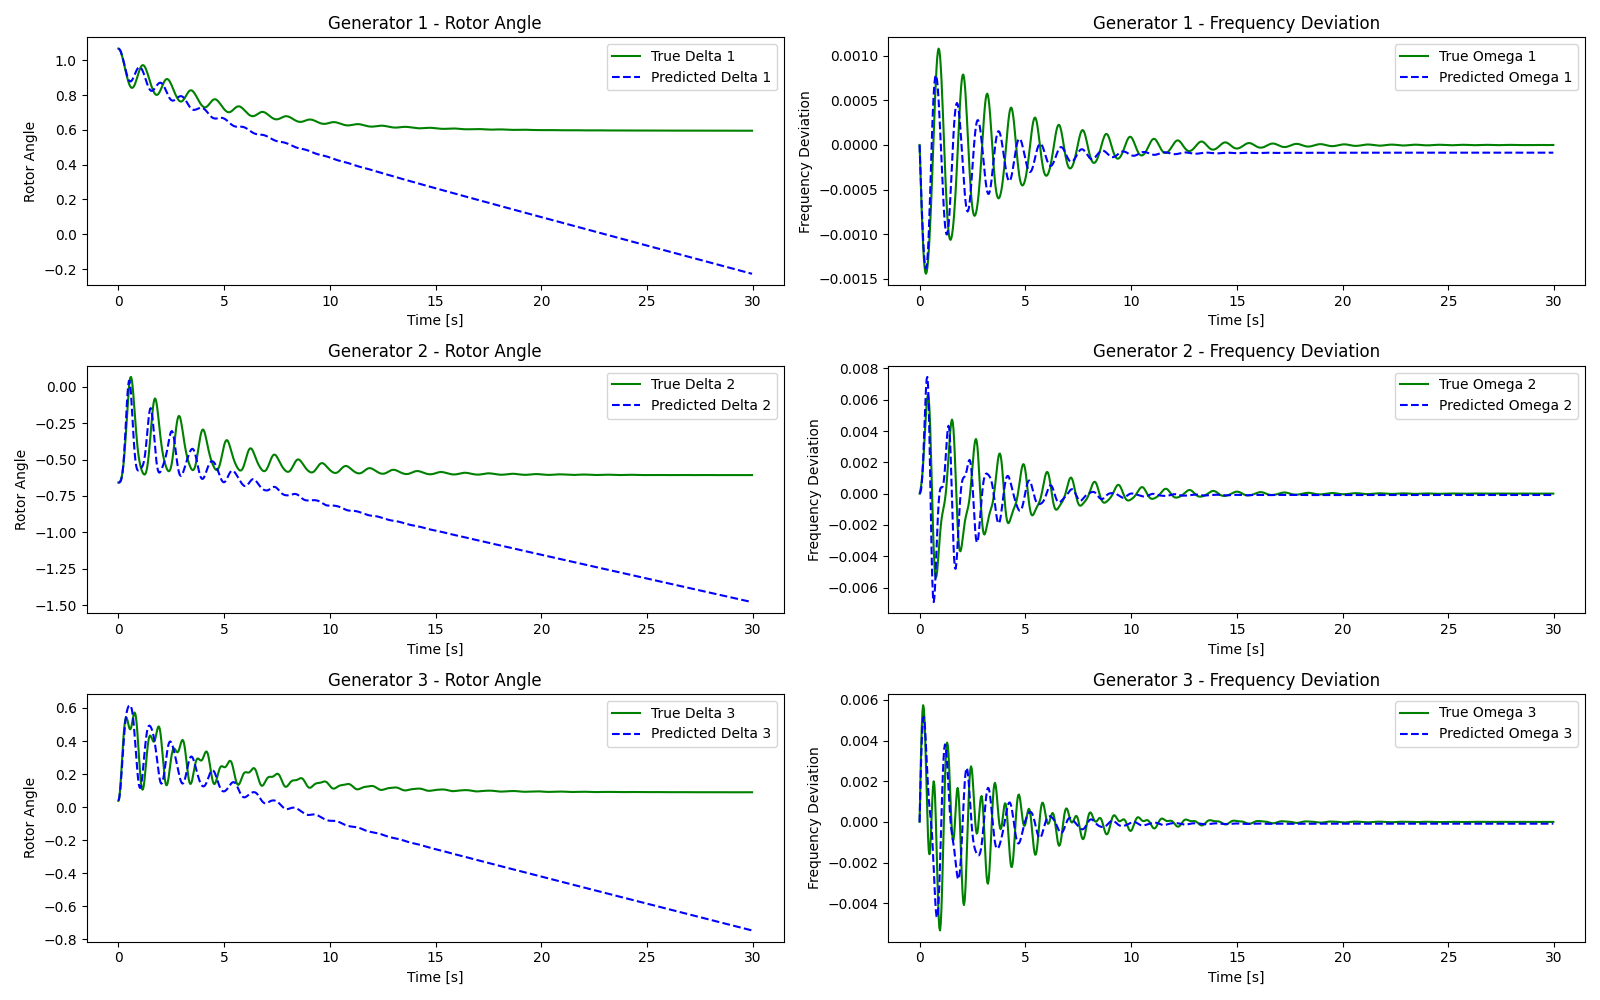 Generator 1 - Rotor Angle
True Delta 1
Predicted Delta 1
Rotor Angle
1.0
0.8
0.6
0.4
0.2
0.0
−0.2
0 5 10 15 20 25 30
Time [s]
Generator 1 - Frequency Deviation
True Omega 1
Predicted Omega 1
Frequency Deviation
0.0010
0.0005
0.0000
−0.0005
−0.0010
−0.0015
0 5 10 15 20 25 30
Time [s]
Generator 2 - Rotor Angle
True Delta 2
Predicted Delta 2
Rotor Angle
0.00
−0.25
−0.50
−0.75
−1.00
−1.25
−1.50
0 5 10 15 20 25 30
Time [s]
Generator 2 - Frequency Deviation
True Omega 2
Predicted Omega 2
Frequency Deviation
0.008
0.006
0.004
0.002
0.000
−0.002
−0.004
−0.006
0 5 10 15 20 25 30
Time [s]
Generator 3 - Rotor Angle
True Delta 3
Predicted Delta 3
Rotor Angle
0.6
0.4
0.2
0.0
−0.2
−0.4
−0.6
−0.8
0 5 10 15 20 25 30
Time [s]
Generator 3 - Frequency Deviation
True Omega 3
Predicted Omega 3
Frequency Deviation
0.006
0.004
0.002
0.000
−0.002
−0.004
0 5 10 15 20 25 30
Time [s]